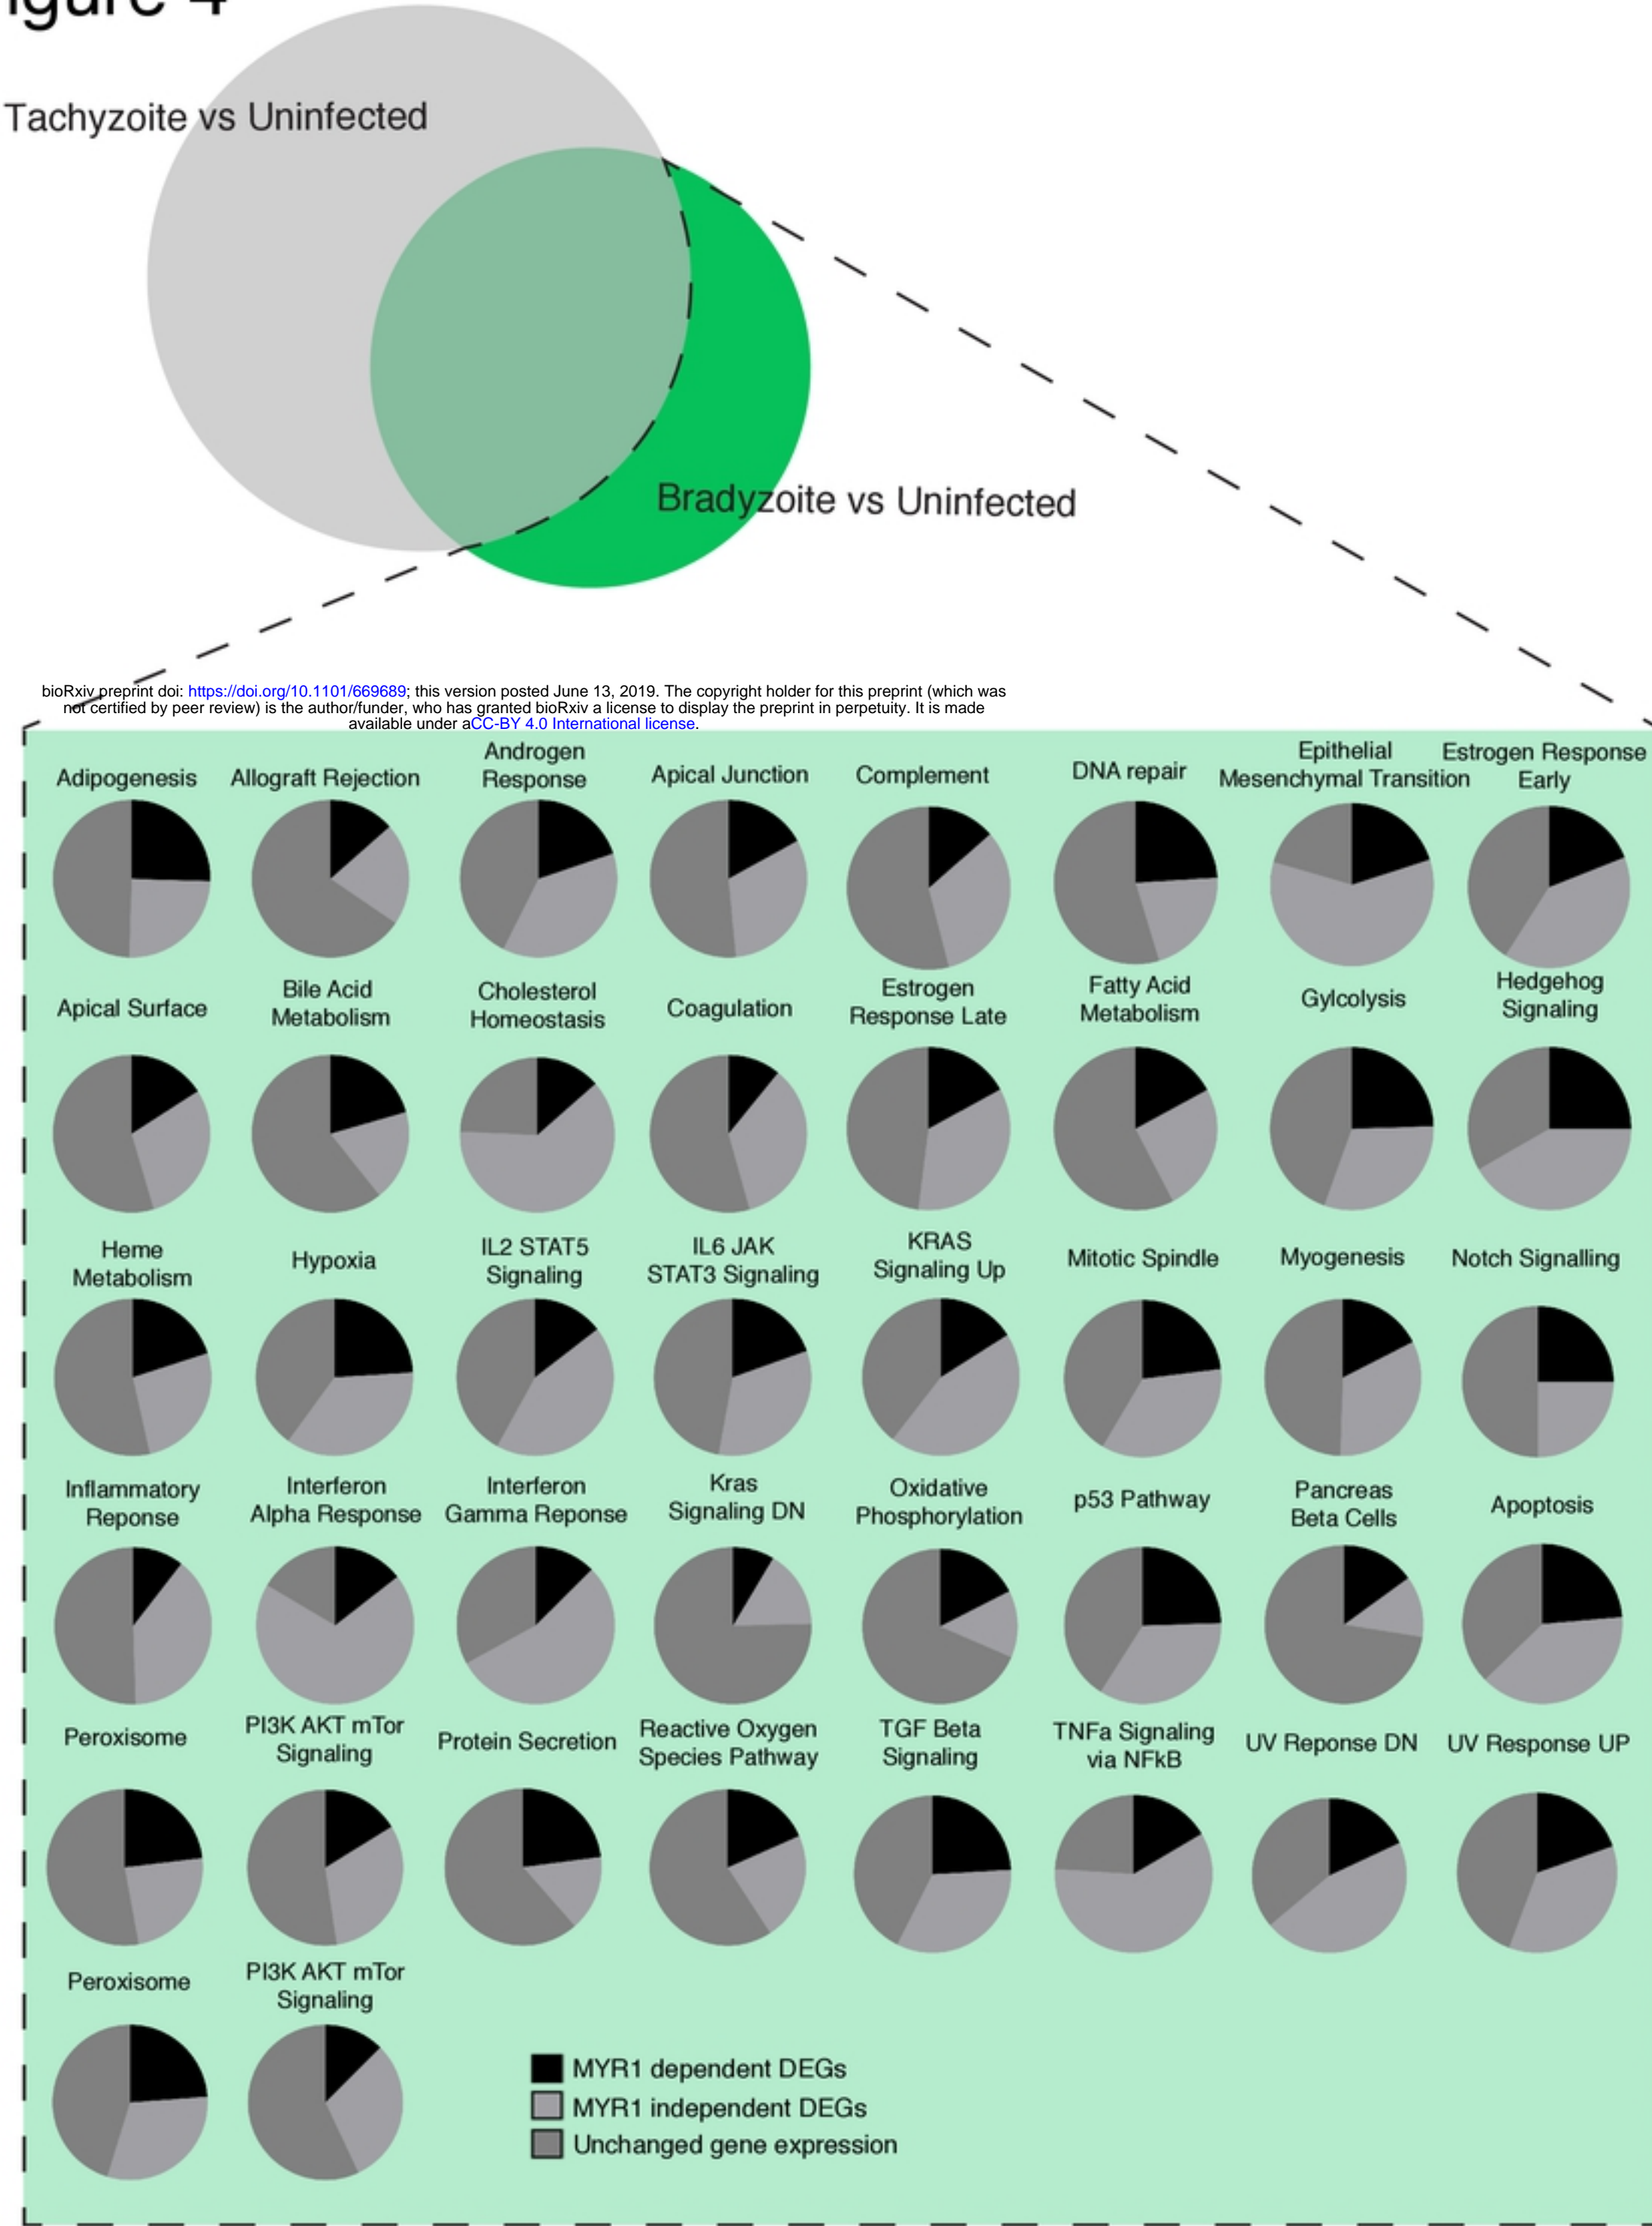 igure 4
Tachyzoite vs Uninfected
Bradyzoite vs Uninfected
bioRxiv preprint doi: https://doi.org/10.1101/669689; this version posted June 13, 2019. The copyright holder for this preprint (which was
not certified by peer review) is the author/funder, who has granted bioRxiv a license to display the preprint in perpetuity. It is made
available under aCC-BY 4.0 International license.
Adipogenesis
Allograft Rejection
Androgen
Response
Apical Junction
Complement
DNA repair
Epithelial
Mesenchymal Transition
Estrogen Response
Early
Apical Surface
Bile Acid
Metabolism
Cholesterol
Homeostasis
Coagulation
Estrogen
Response Late
Fatty Acid
Metabolism
Gylcolysis
Hedgehog
Signaling
Heme
Metabolism
Hypoxia
IL2 STAT5
Signaling
IL6 JAK
STAT3 Signaling
KRAS
Signaling Up
Mitotic Spindle
Myogenesis
Notch Signalling
Inflammatory
Reponse
Interferon
Alpha Response
Interferon
Gamma Reponse
Kras
Signaling DN
Oxidative
Phosphorylation
p53 Pathway
Pancreas
Beta Cells
Apoptosis
Peroxisome
PI3K AKT mTor
Signaling
Protein Secretion
Reactive Oxygen
Species Pathway
TGF Beta
Signaling
TNFa Signaling
via NFkB
UV Reponse DN
UV Response UP
Peroxisome
PI3K AKT mTor
Signaling
MYR1 dependent DEGs
MYR1 independent DEGs
Unchanged gene expression